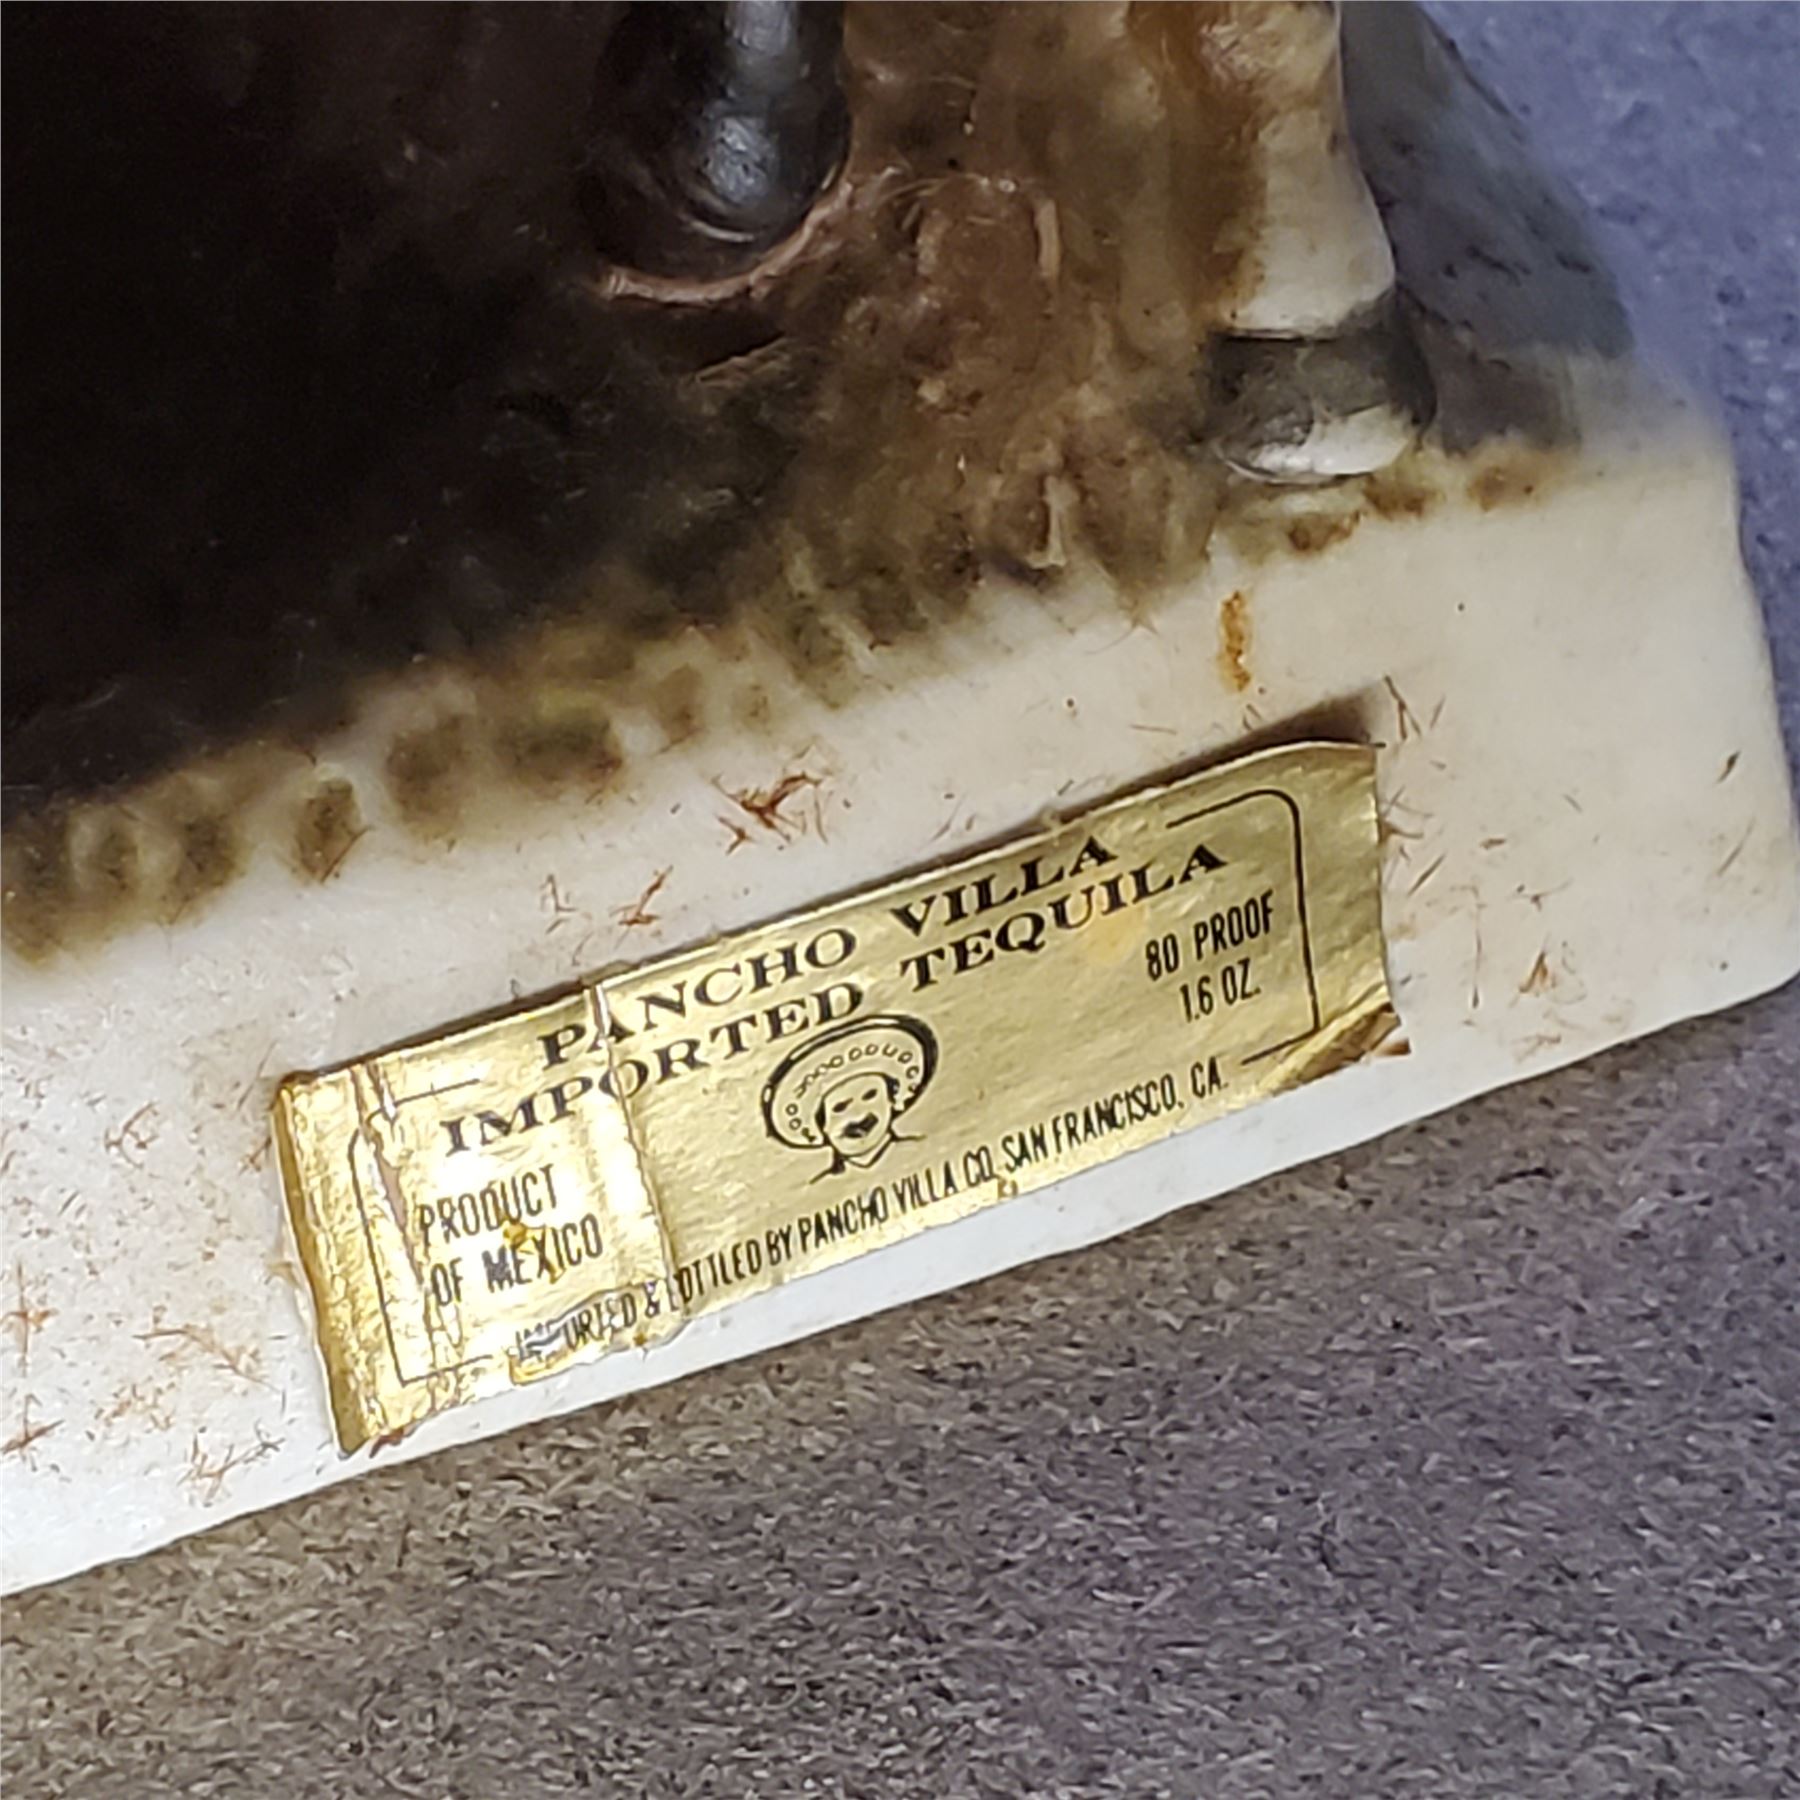 PANCHO VILLA
IMPORTED TEQUILA
80 PROOF
1.6 OZ.
PRODUCT
OF MEXICO
IMPORTED & BOTTLED BY PANCHO VILLA CO. SAN FRANCISCO, CA.